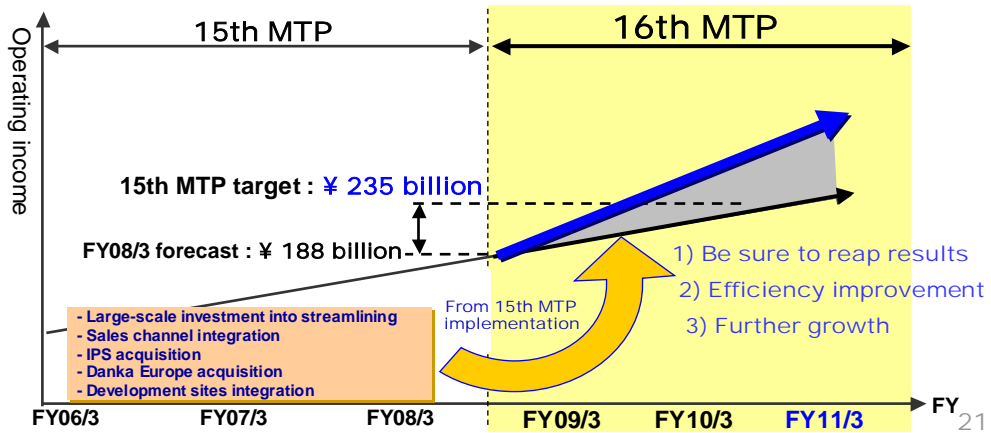 15th MTP
16th MTP
Operating income
15th MTP target : ¥ 235 billion
FY08/3 forecast : ¥ 188 billion
1) Be sure to reap results
2) Efficiency improvement
3) Further growth
From 15th MTP
implementation
- Large-scale investment into streamlining
- Sales channel integration
- IPS acquisition
- Danka Europe acquisition
- Development sites integration
FY06/3
FY07/3
FY08/3
FY09/3
FY10/3
FY11/3
FY
21